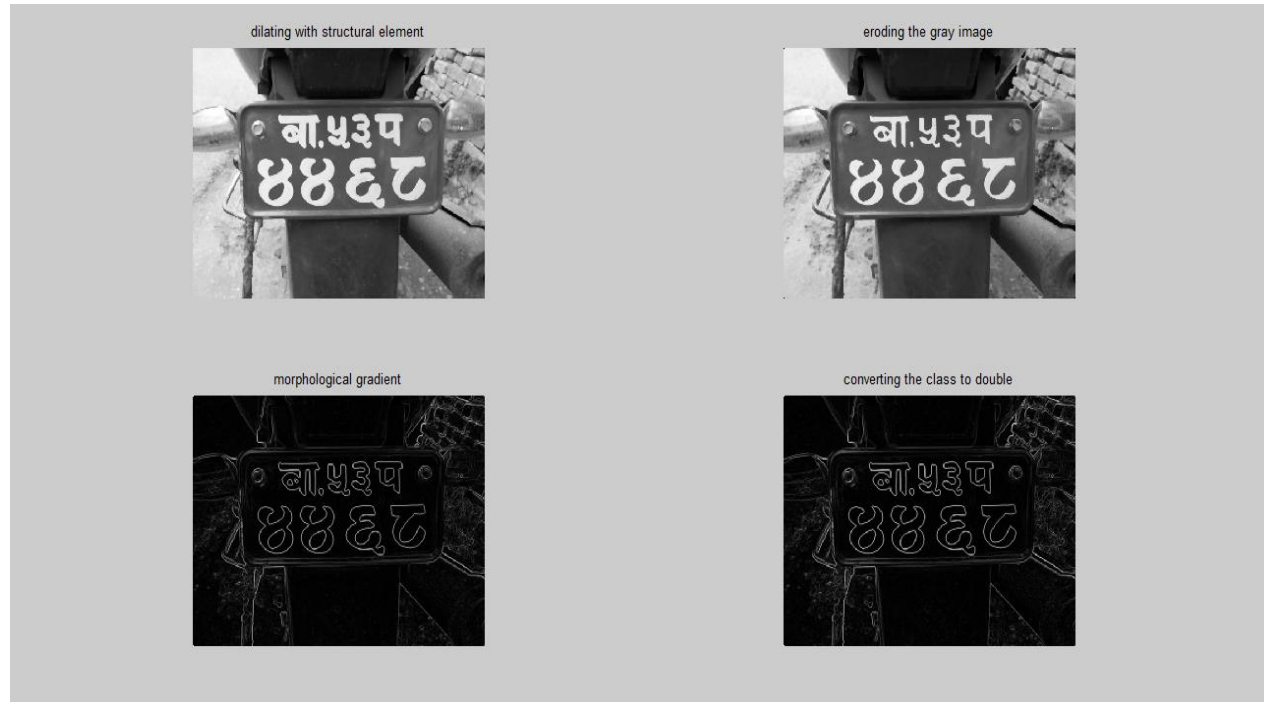 dilating with structural element
eroding the gray image
बा.५३प
४४६८
बा.५३प
४४६८
morphological gradient
converting the class to double
बा.५३प
४४६८
बा.५३प
४४६८